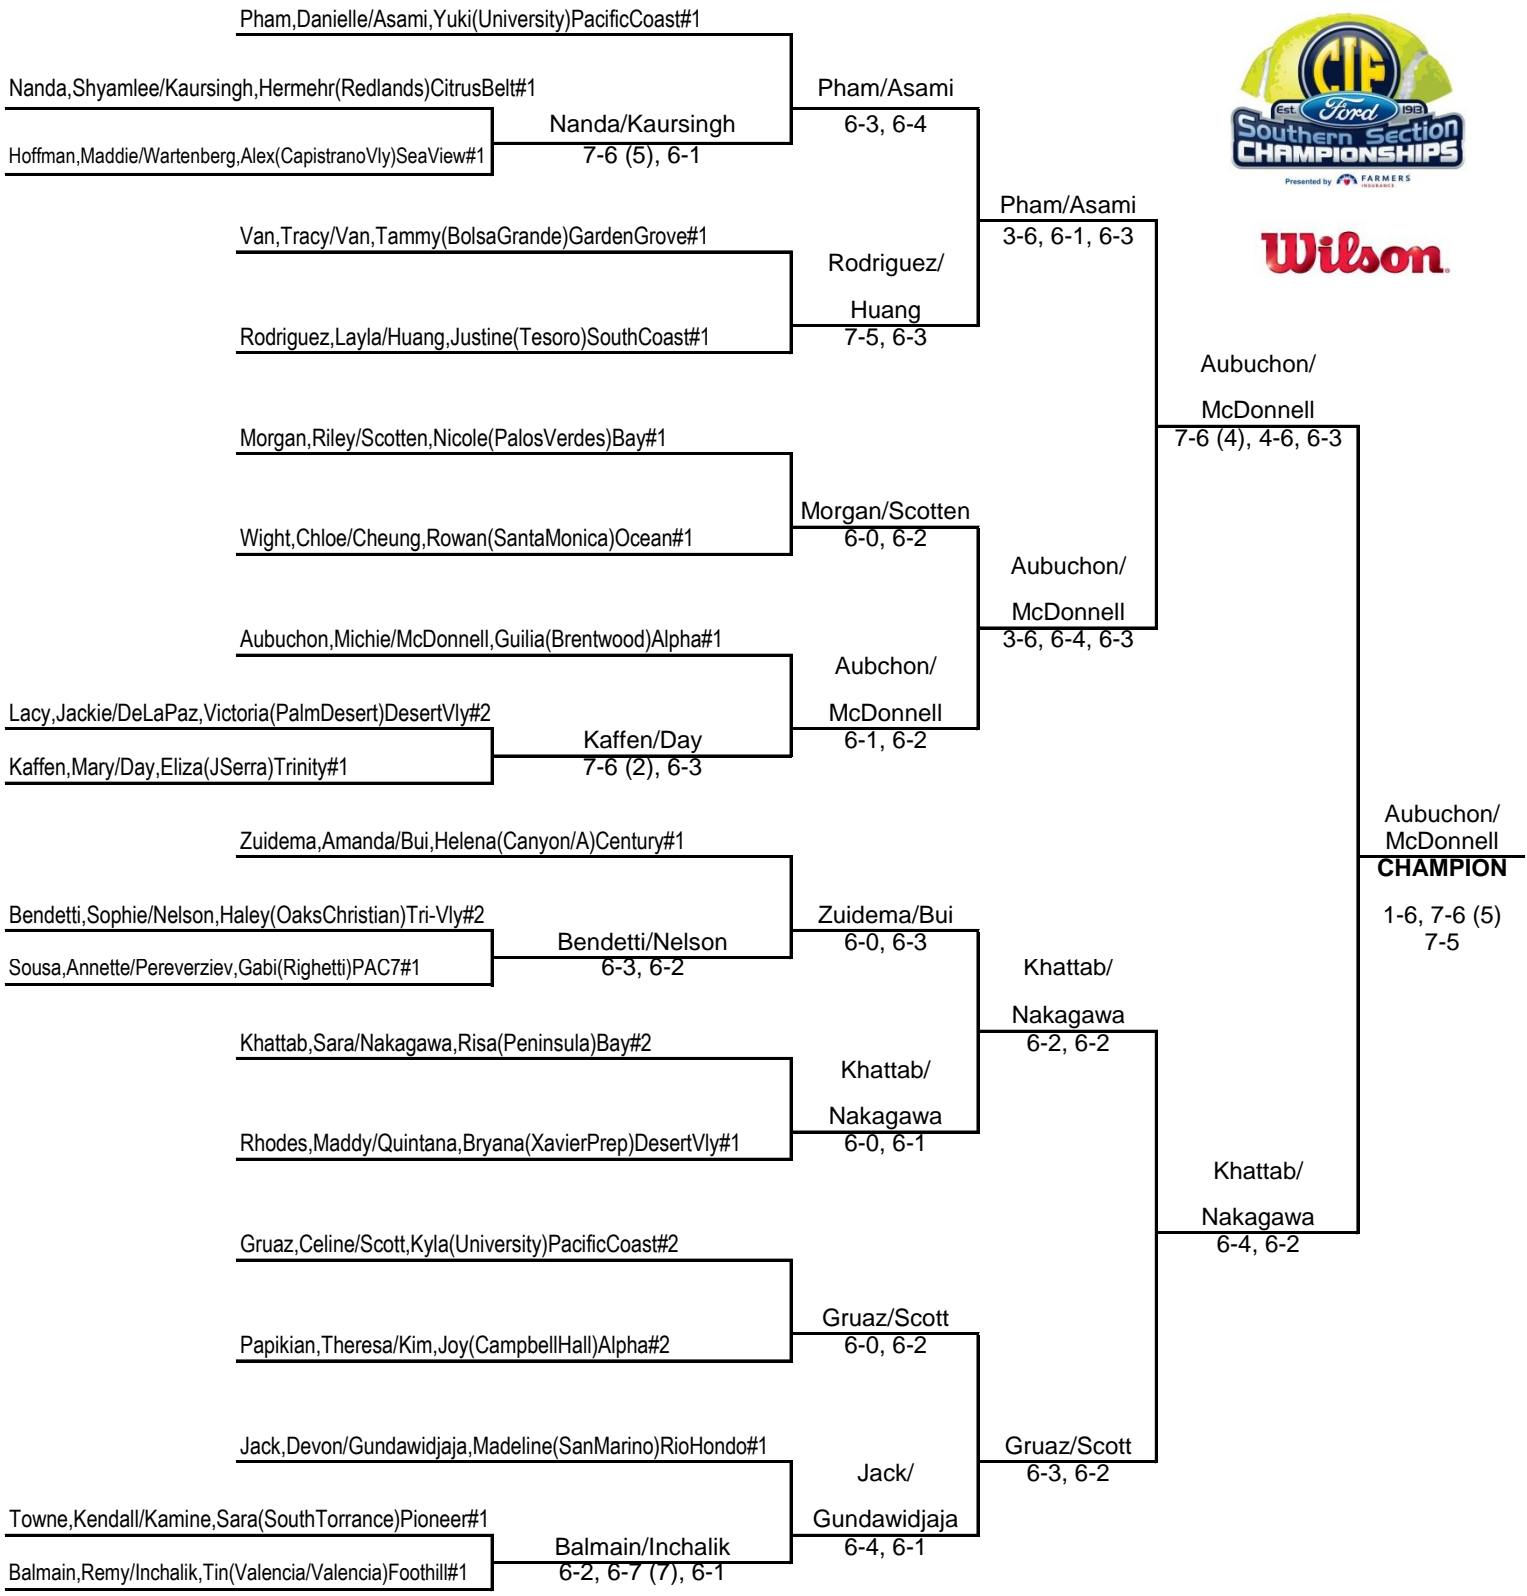 Pham,Danielle/Asami,Yuki(University)PacificCoast#1
Nanda,Shyamlee/Kaursingh,Hermehr(Redlands)CitrusBelt#1
Nanda/Kaursingh
7-6 (5), 6-1
Hoffman,Maddie/Wartenberg,Alex(CapistranoVly)SeaView#1
Pham/Asami
6-3, 6-4
Van,Tracy/Van,Tammy(BolsaGrande)GardenGrove#1
Rodriguez/
Huang
7-5, 6-3
Rodriguez,Layla/Huang,Justine(Tesoro)SouthCoast#1
Pham/Asami
3-6, 6-1, 6-3
CIF
Est. Ford 1913
Southern Section
CHAMPIONSHIPS
Presented by FARMERS
INSURANCE
Wilson
Aubuchon/
McDonnell
7-6 (4), 4-6, 6-3
Morgan,Riley/Scotten,Nicole(PalosVerdes)Bay#1
Morgan/Scotten
6-0, 6-2
Wight,Chloe/Cheung,Rowan(SantaMonica)Ocean#1
Aubuchon/
McDonnell
3-6, 6-4, 6-3
Aubuchon,Michie/McDonnell,Guilia(Brentwood)Alpha#1
Aubchon/
McDonnell
6-1, 6-2
Lacy,Jackie/DeLaPaz,Victoria(PalmDesert)DesertVly#2
Kaffen/Day
7-6 (2), 6-3
Kaffen,Mary/Day,Eliza(JSerra)Trinity#1
Aubuchon/
McDonnell
CHAMPION
1-6, 7-6 (5)
7-5
Zuidema,Amanda/Bui,Helena(Canyon/A)Century#1
Bendetti,Sophie/Nelson,Haley(OaksChristian)Tri-Vly#2
Zuidema/Bui
6-0, 6-3
Bendetti/Nelson
6-3, 6-2
Sousa,Annette/Pereverziev,Gabi(Righetti)PAC7#1
Khattab/
Nakagawa
6-2, 6-2
Khattab,Sara/Nakagawa,Risa(Peninsula)Bay#2
Khattab/
Nakagawa
6-0, 6-1
Rhodes,Maddy/Quintana,Bryana(XavierPrep)DesertVly#1
Khattab/
Nakagawa
6-4, 6-2
Gruaz,Celine/Scott,Kyla(University)PacificCoast#2
Gruaz/Scott
6-0, 6-2
Papikian,Theresa/Kim,Joy(CampbellHall)Alpha#2
Jack,Devon/Gundawidjaja,Madeline(SanMarino)RioHondo#1
Gruaz/Scott
6-3, 6-2
Jack/
Gundawidjaja
6-4, 6-1
Towne,Kendall/Kamine,Sara(SouthTorrance)Pioneer#1
Balmain/Inchalik
6-2, 6-7 (7), 6-1
Balmain,Remy/Inchalik,Tin(Valencia/Valencia)Foothill#1